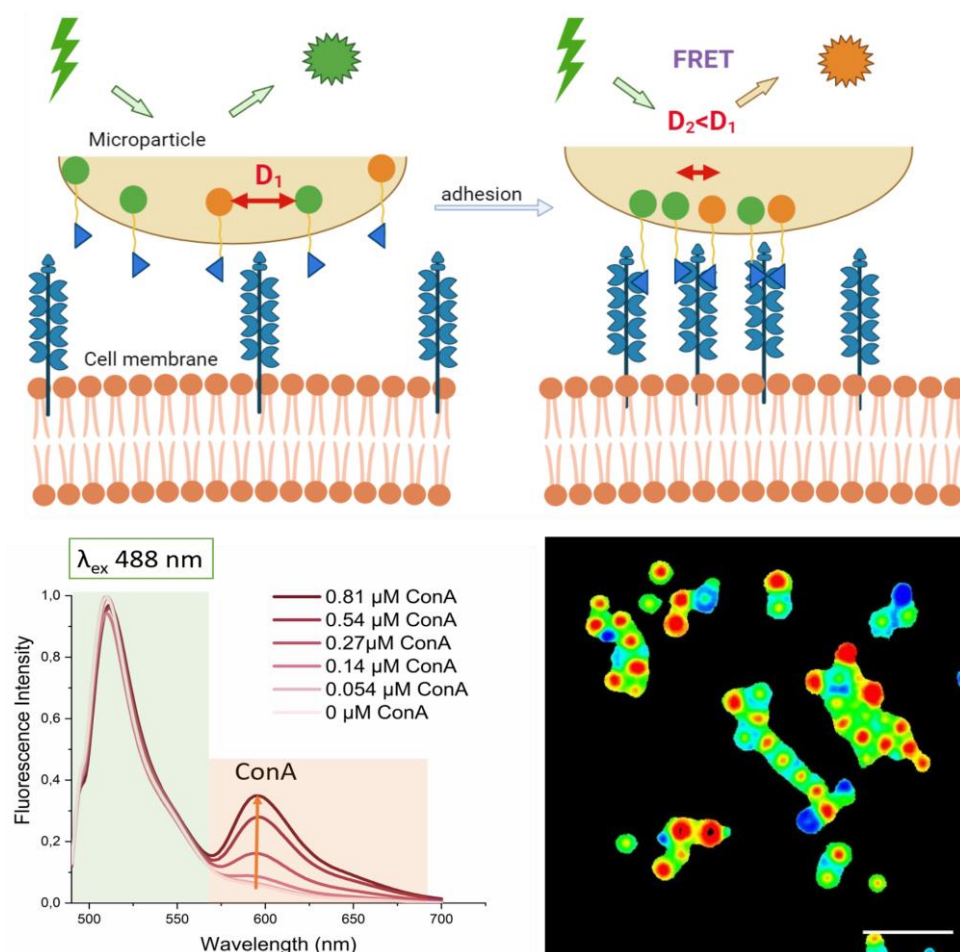 FRET
D₂<D₁
Microparticle
D₁
adhesion
Cell membrane
λex 488 nm
1,0
0,8
0,6
0,4
0,2
0,0
Fluorescence Intensity
0.81 µM ConA
0.54 µM ConA
0.27µM ConA
0.14 µM ConA
0.054 µM ConA
0 µM ConA
ConA
500 550 600 650 700
Wavelength (nm)